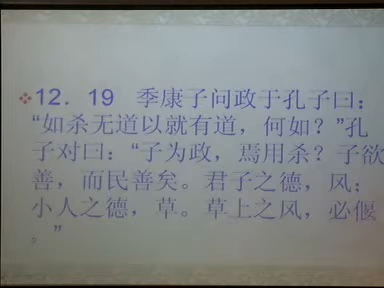 12．19　季康子问政于孔子曰：
“如杀无道以就有道，何如？”孔
子对曰：“子为政，焉用杀？子欲
善，而民善矣。君子之德，风；
小人之德，草。草上之风，必偃
。”